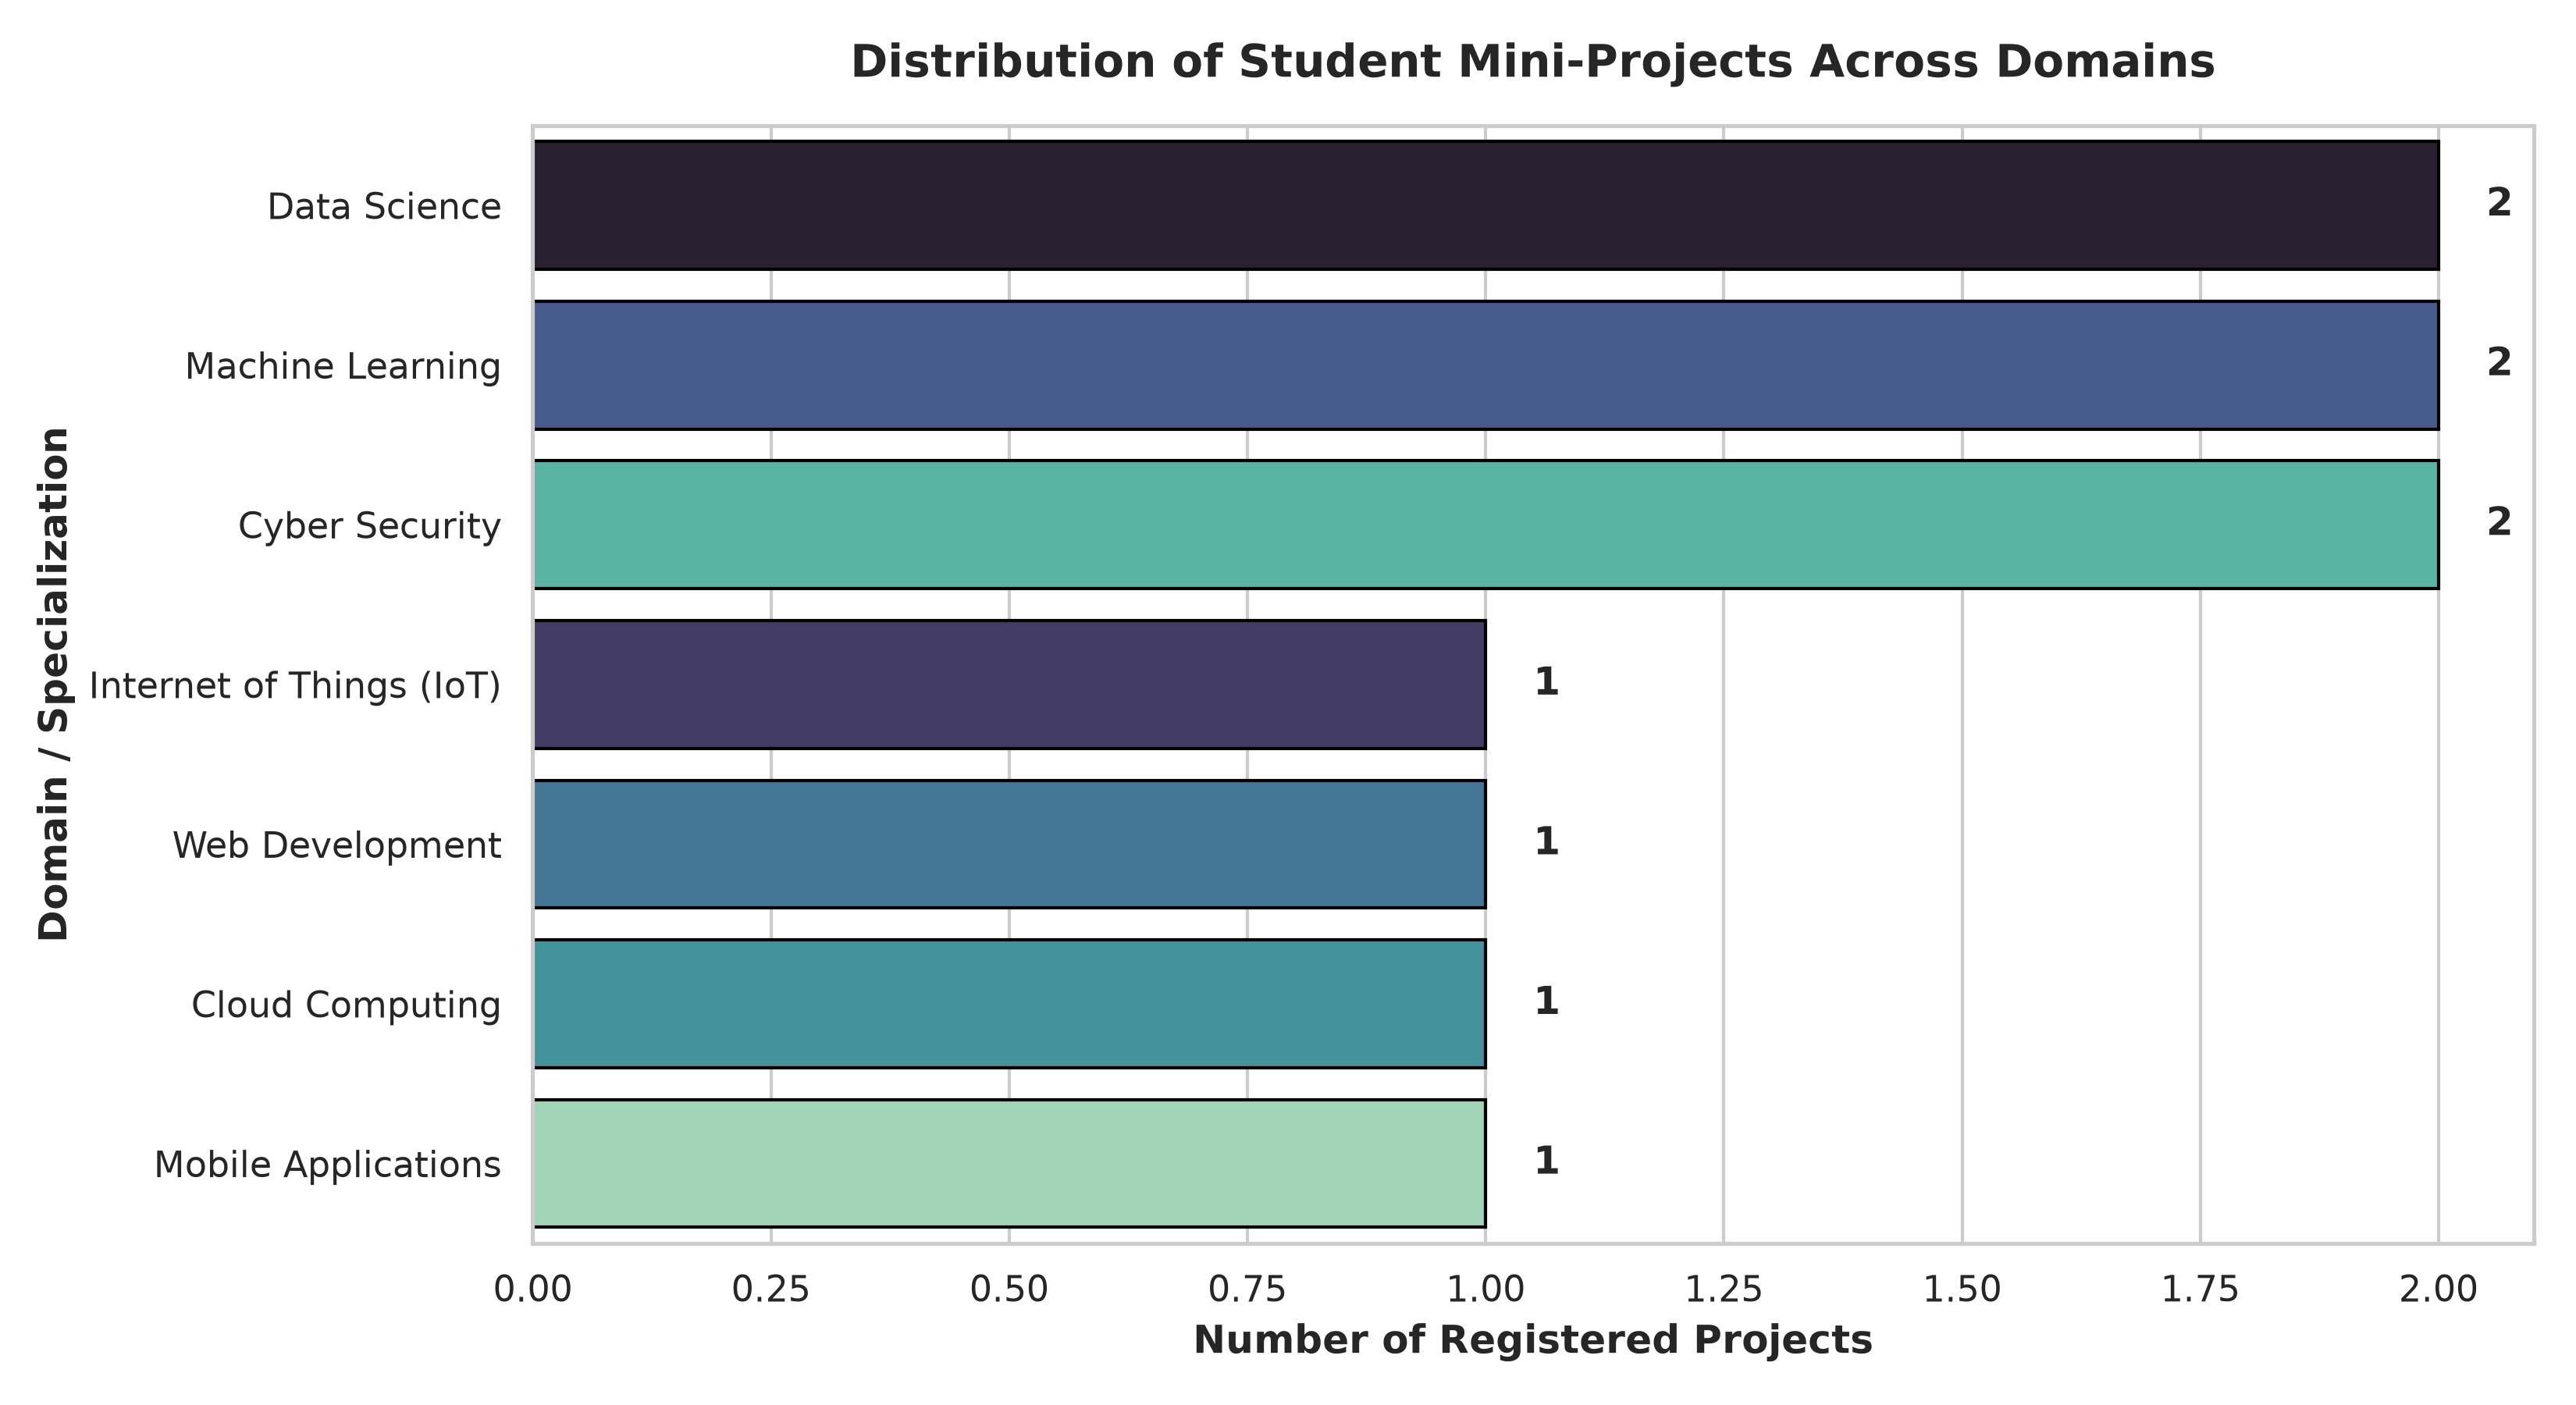 Distribution of Student Mini-Projects Across Domains
Domain / Specialization
Data Science
2
Machine Learning
2
Cyber Security
2
Internet of Things (IoT)
1
Web Development
1
Cloud Computing
1
Mobile Applications
1
0.00 0.25 0.50 0.75 1.00 1.25 1.50 1.75 2.00
Number of Registered Projects